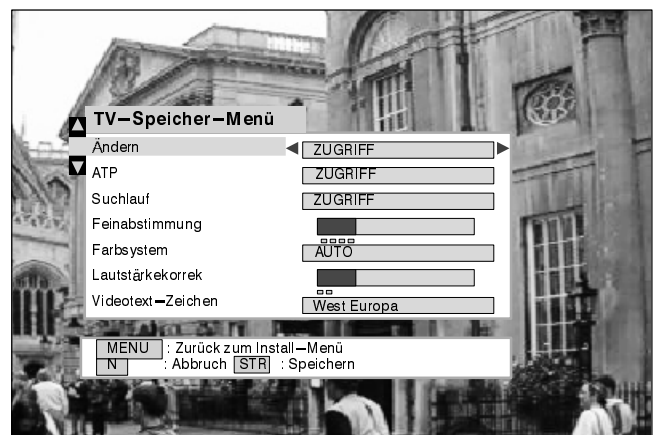 TV–Speicher–Menü
Ändern ZUGRIFF
ATP ZUGRIFF
Suchlauf ZUGRIFF
Feinabstimmung
Farbsystem AUTO
Lautstärkekorrek
Videotext–Zeichen West Europa
MENU : Zurück zum Install–Menü
N : Abbruch STR : Speichern